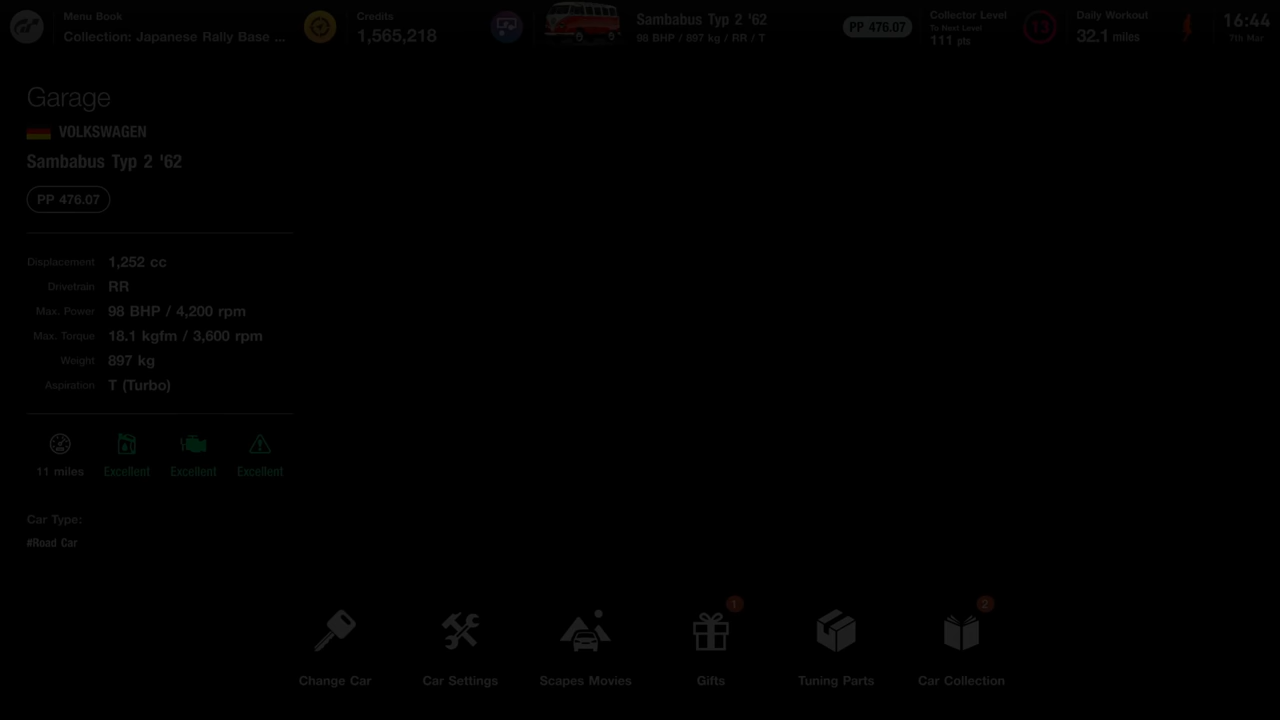 Menu Book
Collection: Japanese Rally Base ...
Credits
1,565,218
Sambabus Typ 2 '62
98 BHP / 897 kg / RR / T
PP 476.07
Collector Level
To Next Level
111 pts
13
Daily Workout
32.1 miles
16:44
7th Mar
Garage
VOLKSWAGEN
Sambabus Typ 2 '62
PP 476.07
Displacement 1,252 cc
Drivetrain RR
Max. Power 98 BHP / 4,200 rpm
Max. Torque 18.1 kgfm / 3,600 rpm
Weight 897 kg
Aspiration T (Turbo)
11 miles Excellent Excellent Excellent
Car Type:
#Road Car
1 2
Change Car Car Settings Scapes Movies Gifts Tuning Parts Car Collection